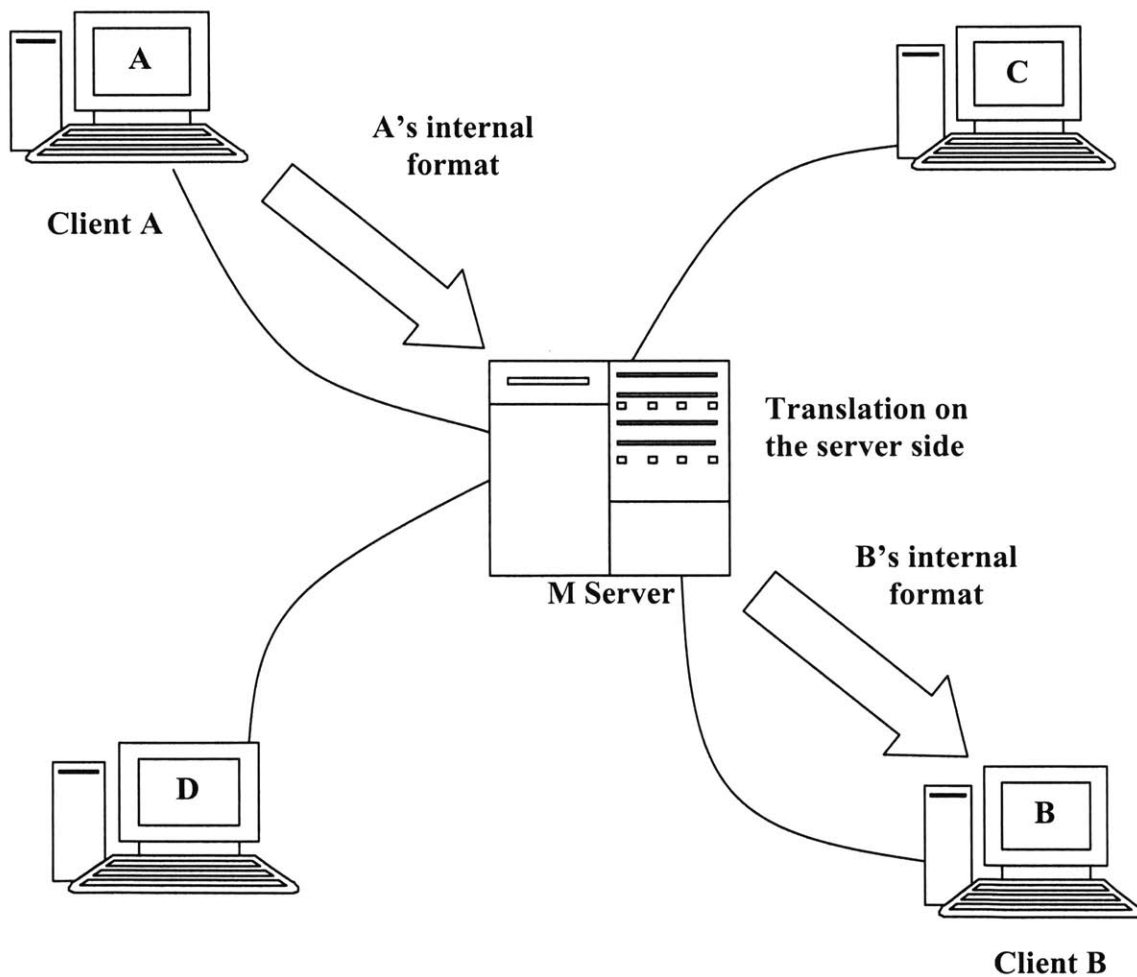 A
C
A’s internal
format
Client A
Translation on
the server side
B’s internal
format
M Server
D
B
Client B